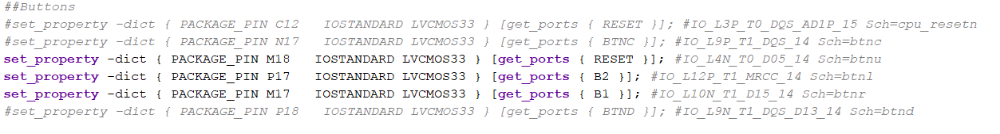 ##Buttons
#set_property -dict { PACKAGE_PIN C12   IOSTANDARD LVCMOS33 } [get_ports { RESET }]; #IO_L3P_T0_DQS_AD1P_15 Sch=cpu_resetn
#set_property -dict { PACKAGE_PIN N17   IOSTANDARD LVCMOS33 } [get_ports { BTNC }]; #IO_L9P_T1_DQS_14 Sch=btnc
set_property -dict { PACKAGE_PIN M18   IOSTANDARD LVCMOS33 } [get_ports { RESET }]; #IO_L4N_T0_D05_14 Sch=btnu
set_property -dict { PACKAGE_PIN P17   IOSTANDARD LVCMOS33 } [get_ports { B2 }]; #IO_L12P_T1_MRCC_14 Sch=btnl
set_property -dict { PACKAGE_PIN M17   IOSTANDARD LVCMOS33 } [get_ports { B1 }]; #IO_L10N_T1_D15_14 Sch=btnr
#set_property -dict { PACKAGE_PIN P18   IOSTANDARD LVCMOS33 } [get_ports { BTND }]; #IO_L9N_T1_DQS_D13_14 Sch=btnd